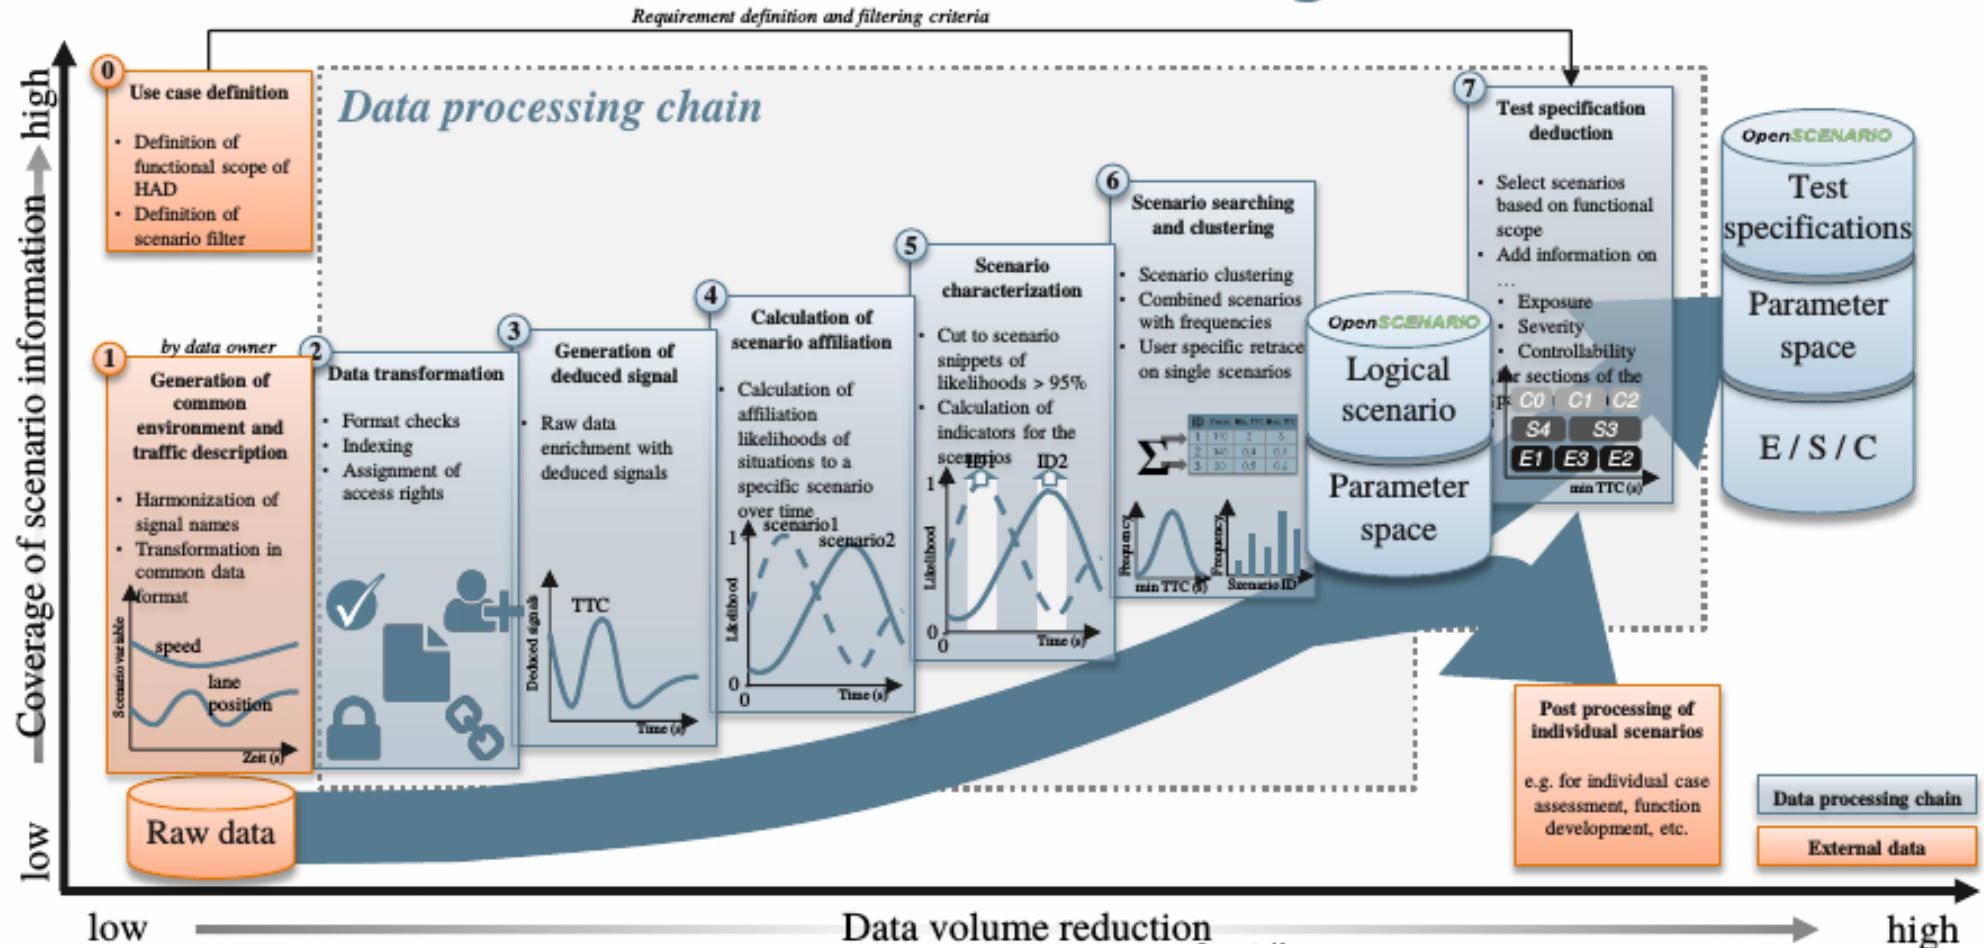 Requirement definition and filtering criteria
Coverage of scenario information
high
low
0
Use case definition
• Definition of
functional scope of
HAD
• Definition of
scenario filter
Data processing chain
by data owner
1
Generation of
common
environment and
traffic description
• Harmonization of
signal names
• Transformation in
common data
format
Scenario variable
speed
lane
position
Zeit (s)
Raw data
2
Data transformation
• Format checks
• Indexing
• Assignment of
access rights
3
Generation of
deduced signal
• Raw data
enrichment with
deduced signals
Deduced signals
TTC
Time (s)
4
Calculation of
scenario affiliation
• Calculation of
affiliation
likelihoods of
situations to a
specific scenario
over time
1
scenario1
scenario2
Likelihood
0
0
Time (s)
5
Scenario
characterization
• Cut to scenario
snippets of
likelihoods > 95%
• Calculation of
indicators for the
scenarios
ID1
ID2
1
Likelihood
0
0
Time (s)
6
Scenario searching
and clustering
• Scenario clustering
• Combined scenarios
with frequencies
• User specific retrace
on single scenarios
Σ
ID
Frequency
min TTC (s)
Frequency
Szenario ID
OpenSCENARIO
Logical
scenario
Parameter
space
7
Test specification
deduction
• Select scenarios
based on functional
scope
• Add information on
...
• Exposure
• Severity
• Controllability
for sections of the
C0 C1 C2
S4 S3
E1 E3 E2
min TTC (s)
OpenSCENARIO
Test
specifications
Parameter
space
E / S / C
Post processing of
individual scenarios
e.g. for individual case
assessment, function
development, etc.
Data processing chain
External data
low
Data volume reduction
high